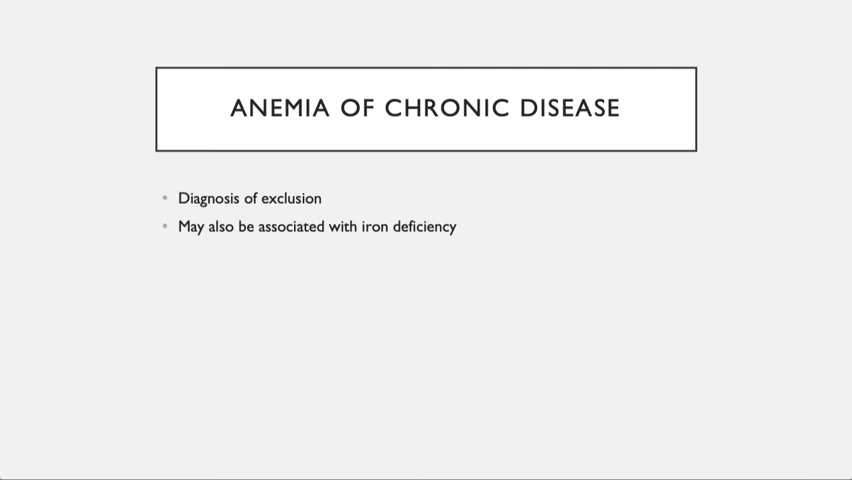 ANEMIA OF CHRONIC DISEASE
• Diagnosis of exclusion
• May also be associated with iron deficiency